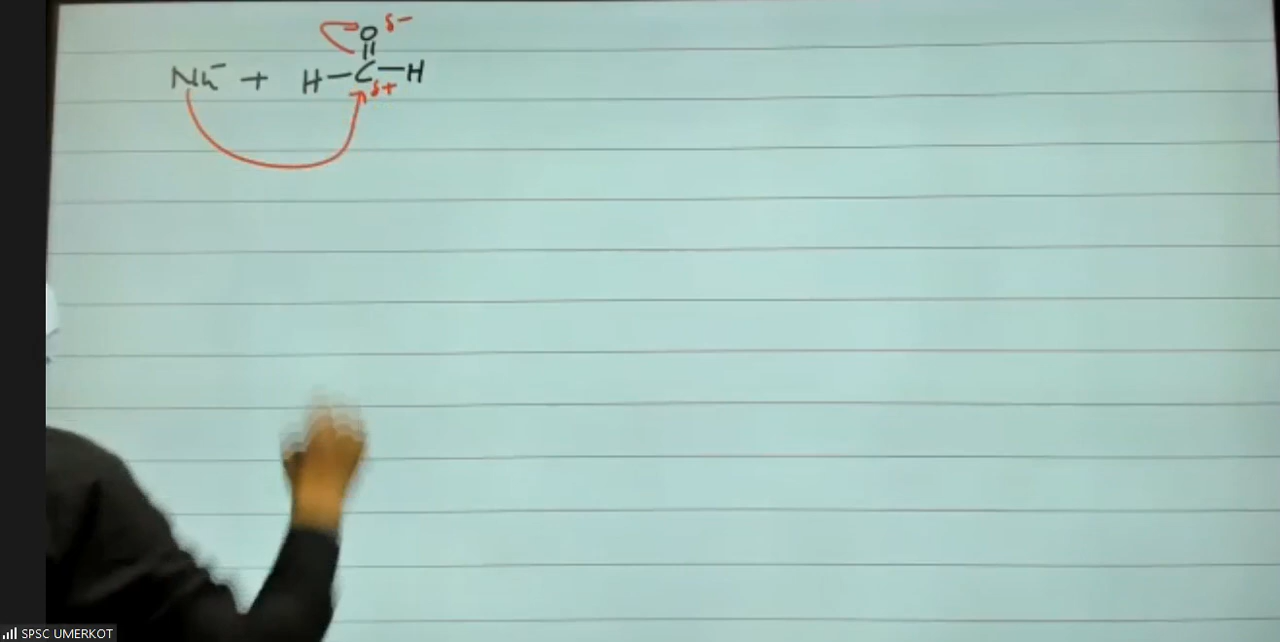 O δ-
||
Nu⁻ + H-C-H
δ+
SPSC UMERKOT